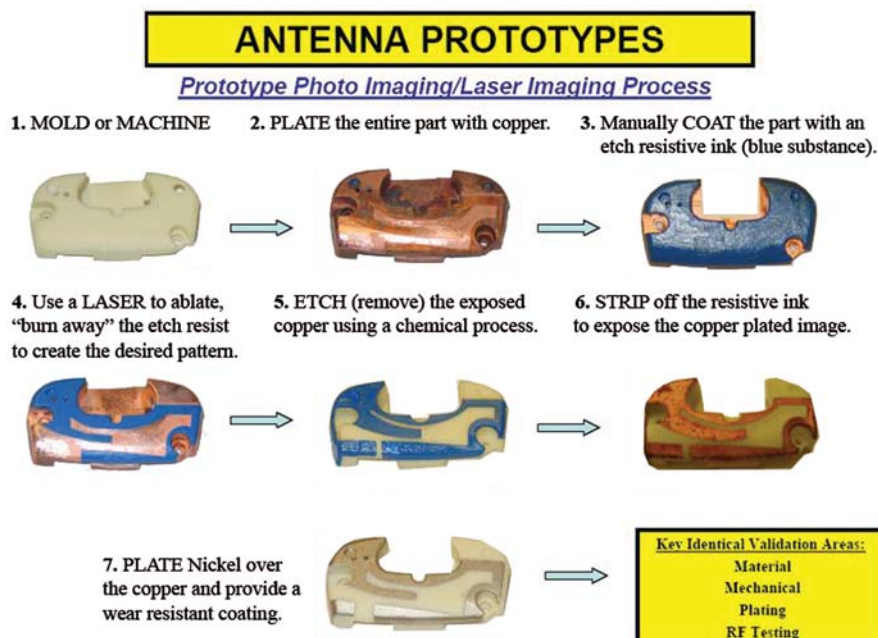 ANTENNA PROTOTYPES
Prototype Photo Imaging/Laser Imaging Process
1. MOLD or MACHINE
2. PLATE the entire part with copper.
3. Manually COAT the part with an
etch resistive ink (blue substance).
4. Use a LASER to ablate,
“burn away” the etch resist
to create the desired pattern.
5. ETCH (remove) the exposed
copper using a chemical process.
6. STRIP off the resistive ink
to expose the copper plated image.
7. PLATE Nickel over
the copper and provide a
wear resistant coating.
Key Identical Validation Areas:
Material
Mechanical
Plating
RF Testing